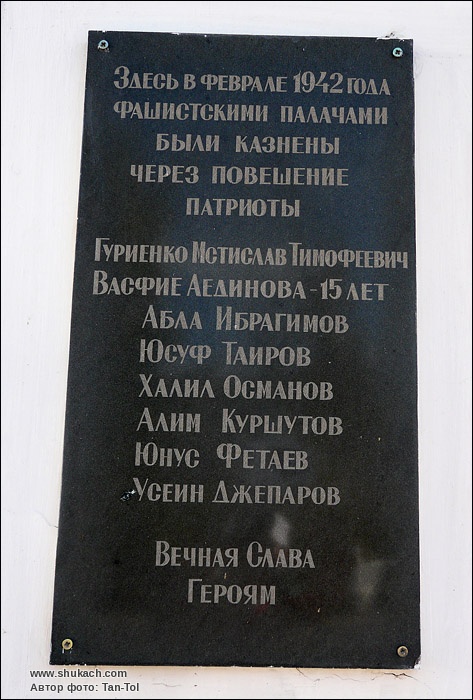 Здесь в феврале 1942 года
фашистскими палачами
были казнены
через повешение
патриоты
Гуриенко Мстислав Тимофеевич
Васфие Аединова - 15 лет
Абла Ибрагимов
Юсуф Таиров
Халил Османов
Алим Куршутов
Юнус Фетаев
Усеин Джепаров
Вечная Слава
Героям
www.shukach.com
Автор фото: Tan-Tol